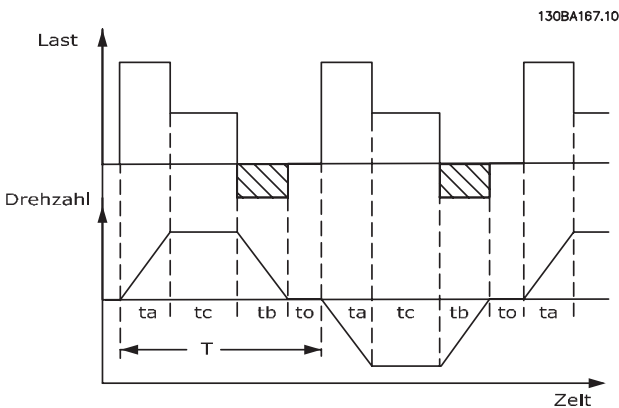 130BA167.10
Last
Drehzahl
ta tc tb to ta tc tb to ta
T
Zeit